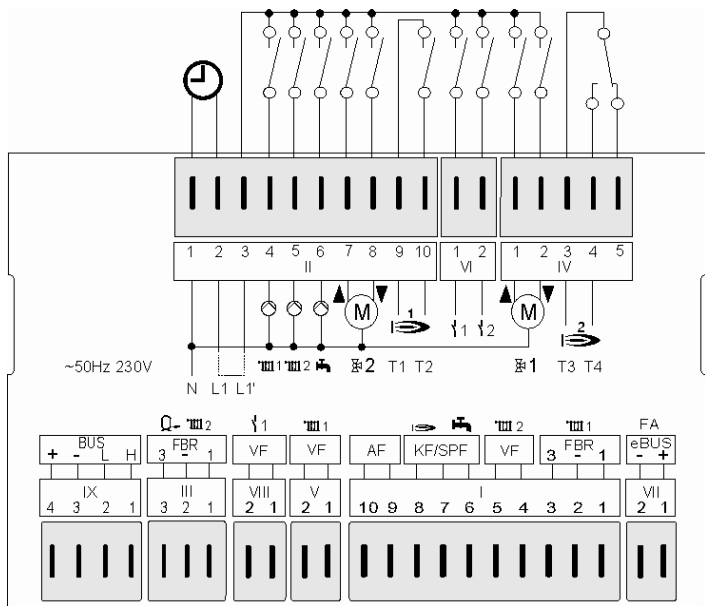 1 2 3 4 5 6 7 8 9 10 1 2 1 2 3 4 5
II VI IV
M M
1 1 2 2
~50Hz 230V 1 2 2 T1 T2 1 T3 T4
N L1 L1'
2 1 1 2 1 FA
BUS FBR VF VF AF KF/SPF VF FBR eBUS
+ - L H 3 - 1 3 - 1 - +
IX III VIII V I VII
4 3 2 1 3 2 1 2 1 2 1 10 9 8 7 6 5 4 3 2 1 2 1